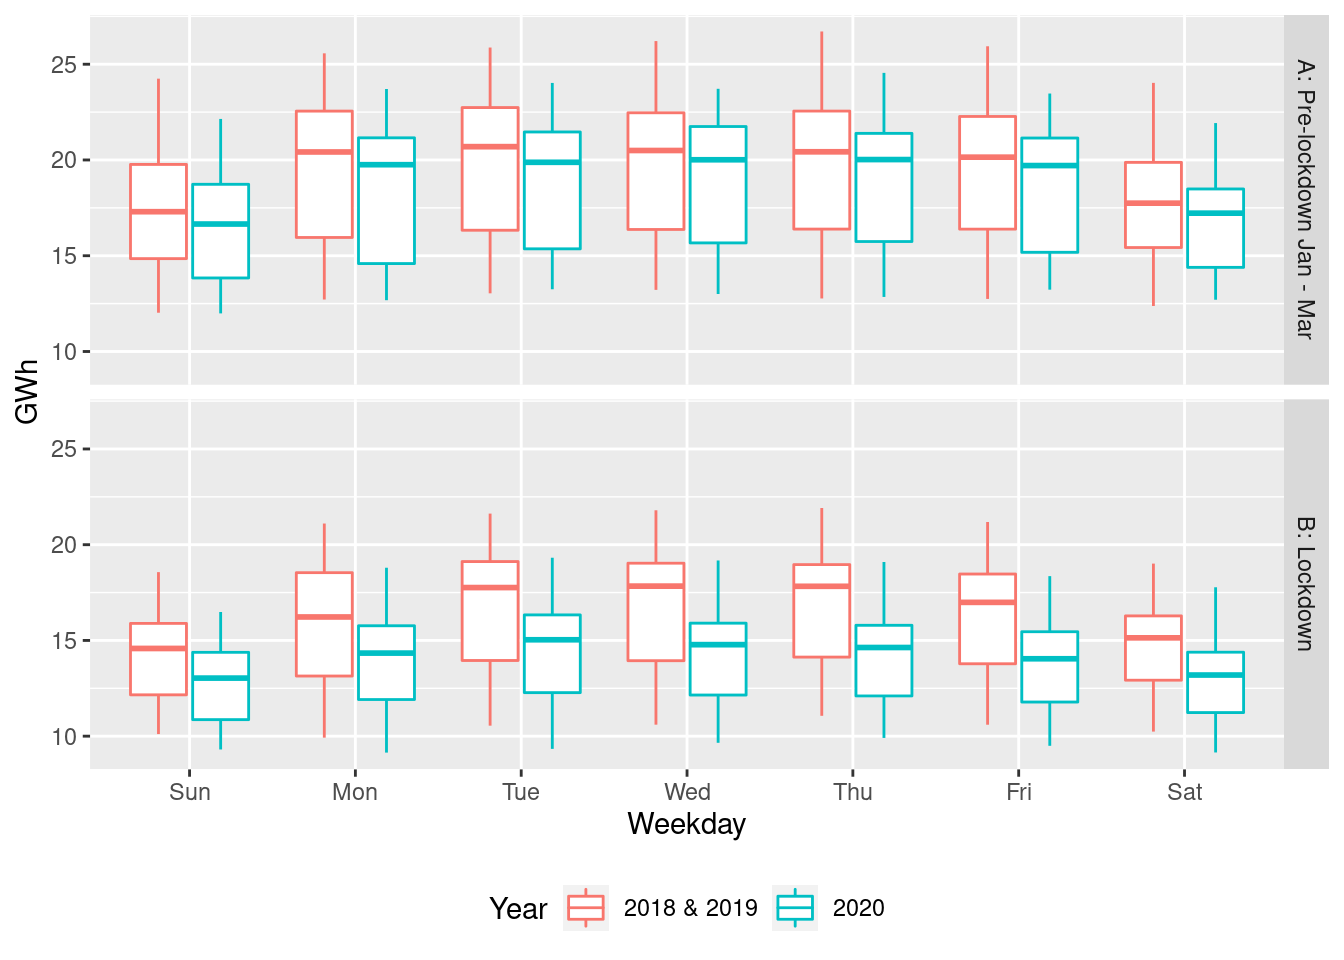 25
20
15
10
A: Pre-lockdown Jan - Mar
GWh
25
20
15
10
B: Lockdown
Sun Mon Tue Wed Thu Fri Sat
Weekday
Year 2018 & 2019 2020